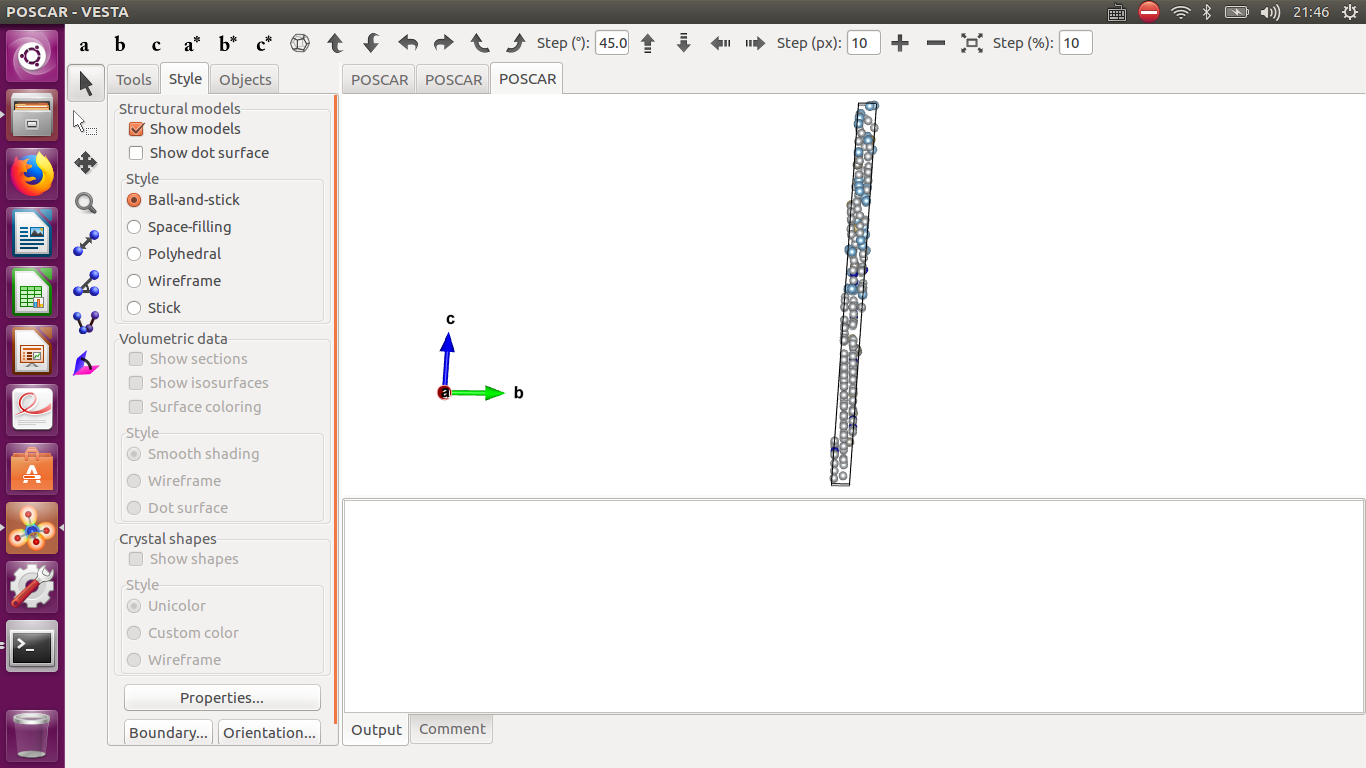 POSCAR - VESTA
21:46
a b c a* b* c* Step (°): 45.0 Step (px): 10 Step (%): 10
Tools Style Objects
POSCAR POSCAR POSCAR
Structural models
Show models
Show dot surface
Style
Ball-and-stick
Space-filling
Polyhedral
Wireframe
Stick
Volumetric data
Show sections
Show isosurfaces
Surface coloring
Style
Smooth shading
Wireframe
Dot surface
Crystal shapes
Show shapes
Style
Unicolor
Custom color
Wireframe
Properties...
Boundary... Orientation...
c
a b
Output Comment